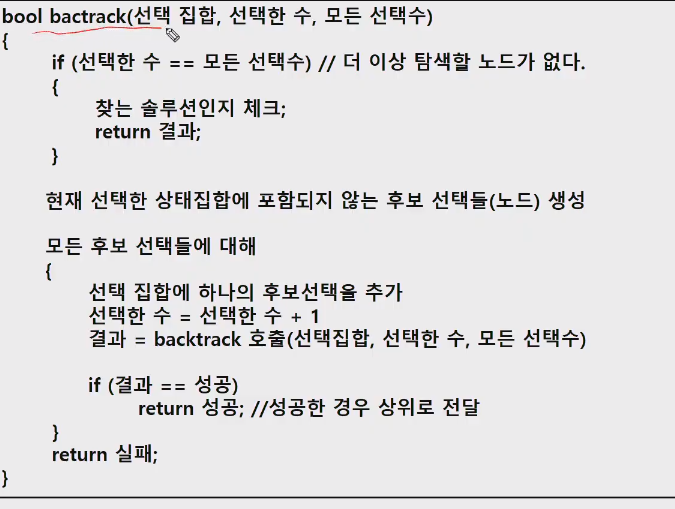 bool bactrack(선택 집합, 선택한 수, 모든 선택수)
{
if (선택한 수 == 모든 선택수) // 더 이상 탐색할 노드가 없다.
{
찾는 솔루션인지 체크;
return 결과;
}
현재 선택한 상태집합에 포함되지 않는 후보 선택들(노드) 생성
모든 후보 선택들에 대해
{
선택 집합에 하나의 후보선택을 추가
선택한 수 = 선택한 수 + 1
결과 = backtrack 호출(선택집합, 선택한 수, 모든 선택수)
if (결과 == 성공)
return 성공; //성공한 경우 상위로 전달
}
return 실패;
}